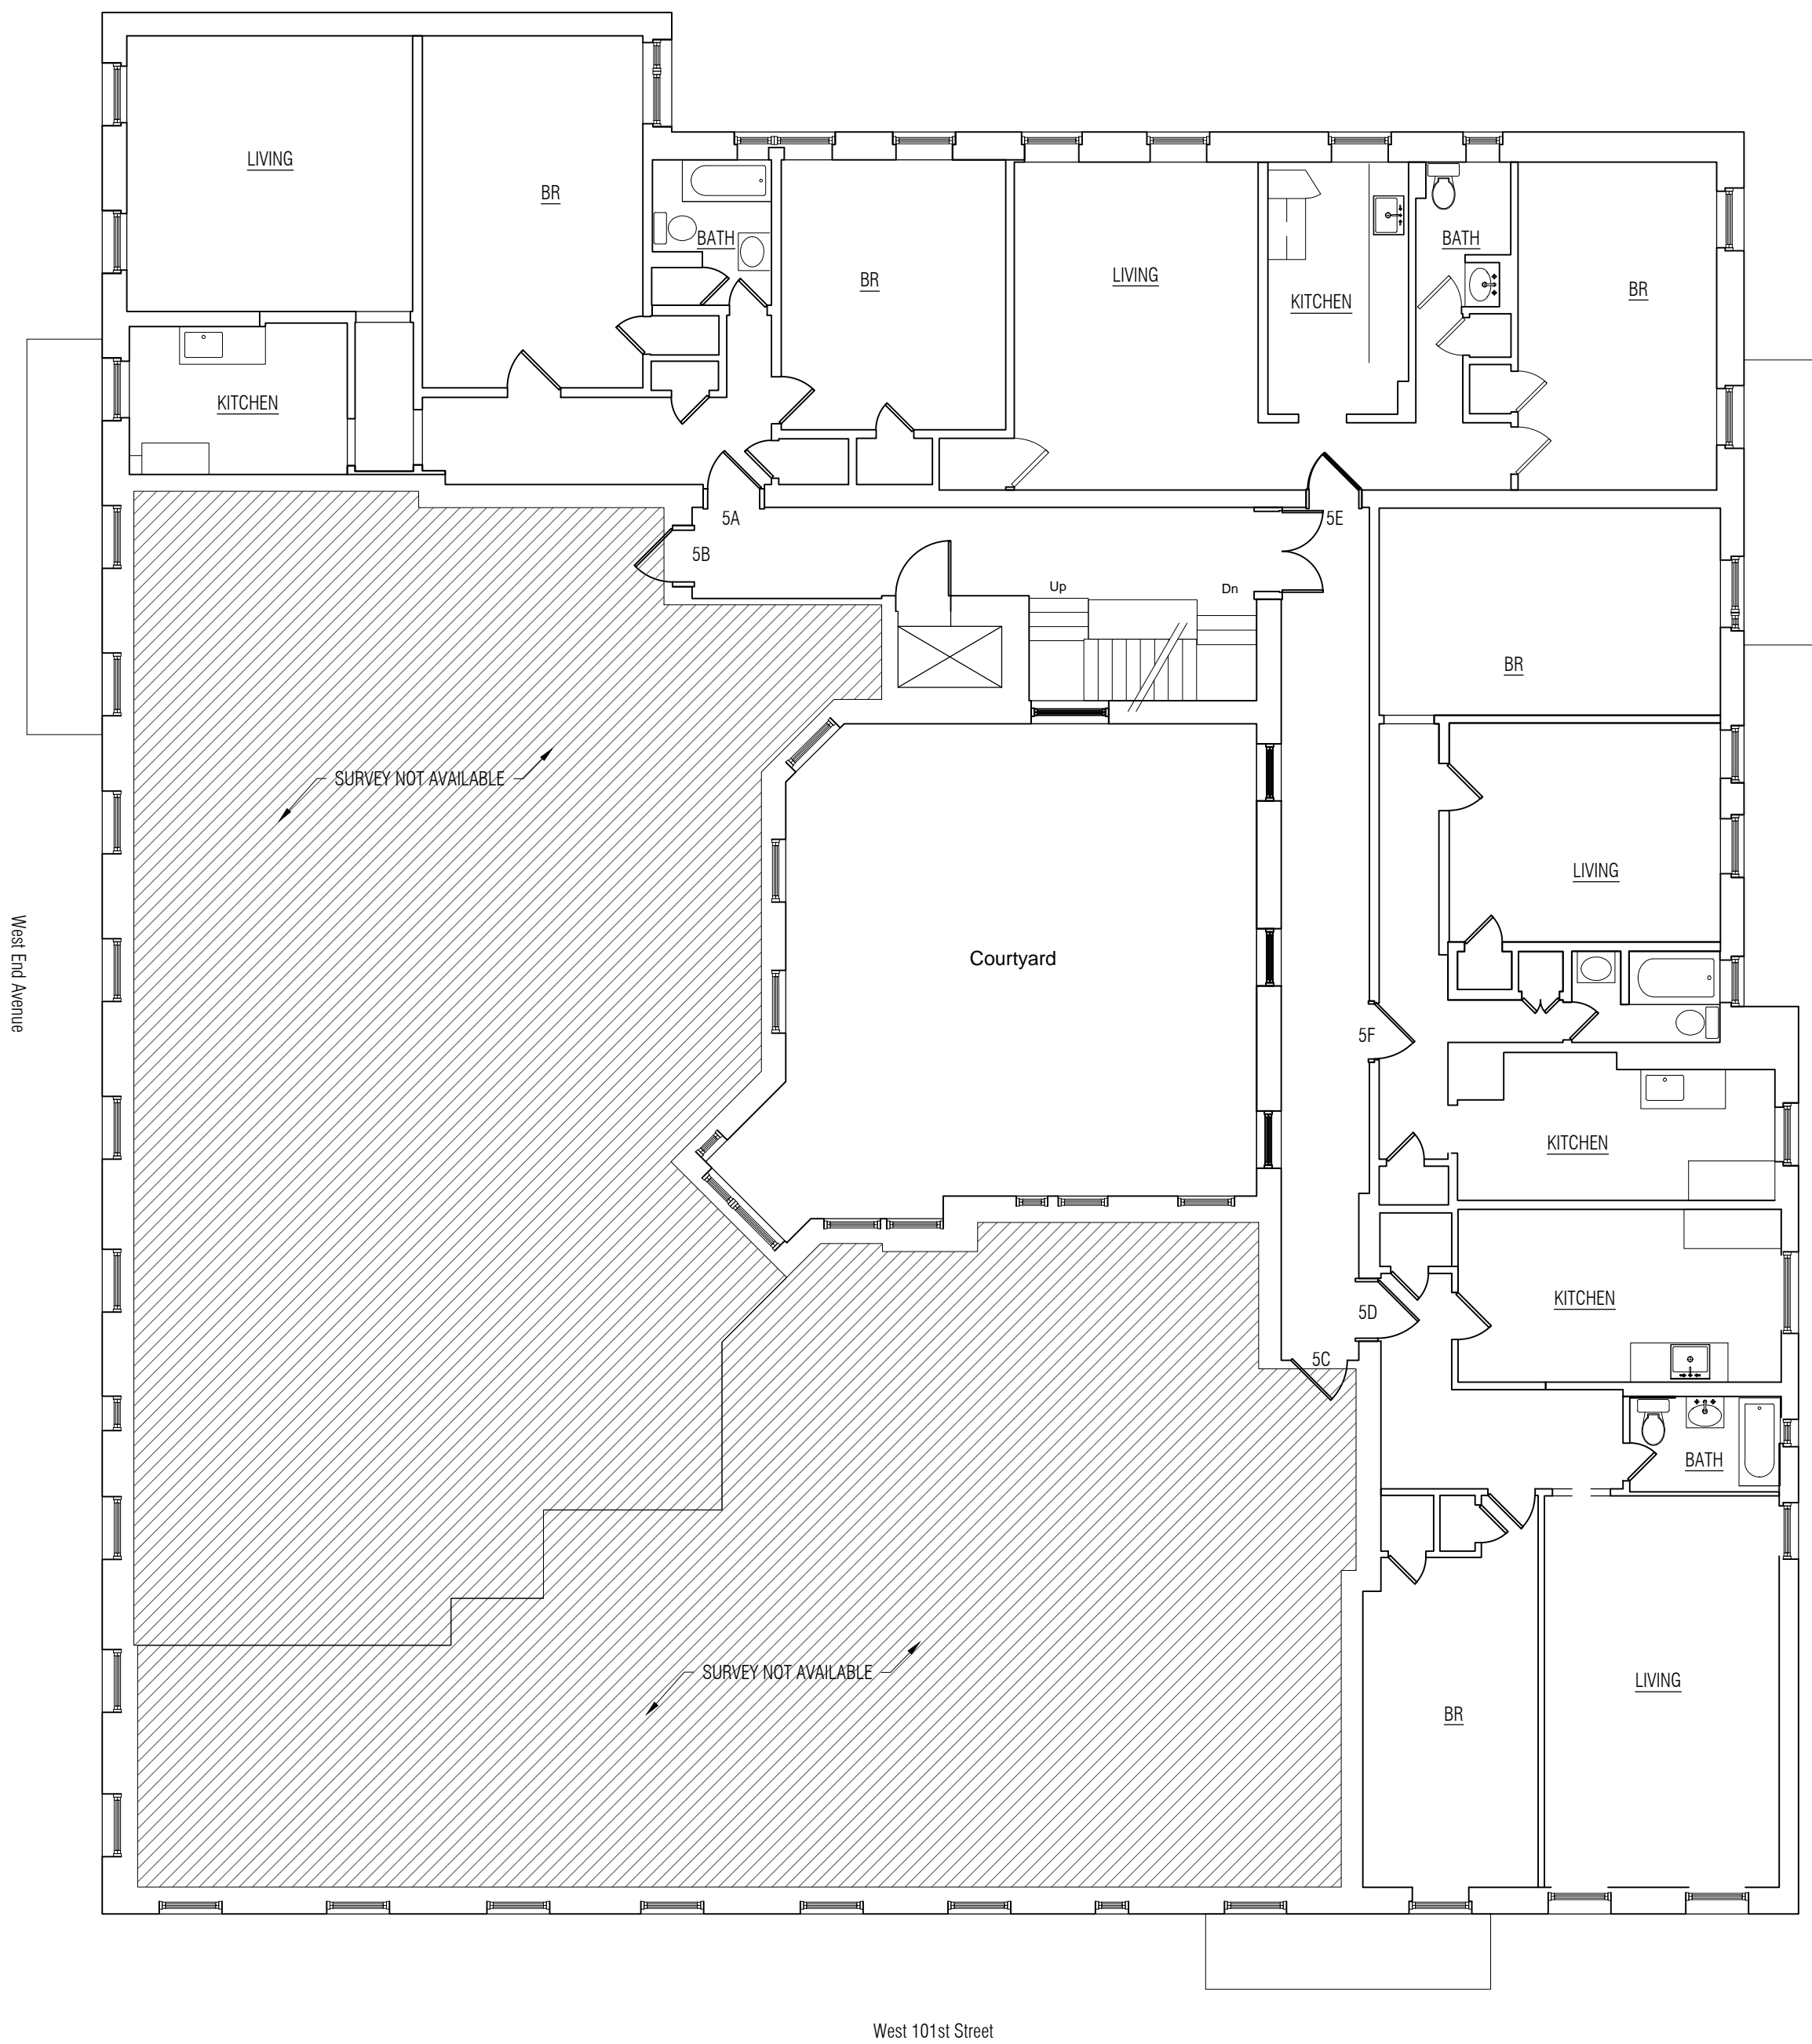 LIVING
BR
BATH
BR
LIVING
KITCHEN
BATH
BR
KITCHEN
5A
5B
5E
Up
Dn
BR
SURVEY NOT AVAILABLE
LIVING
West End Avenue
Courtyard
5F
KITCHEN
KITCHEN
5D
5C
BATH
SURVEY NOT AVAILABLE
LIVING
BR
West 101st Street